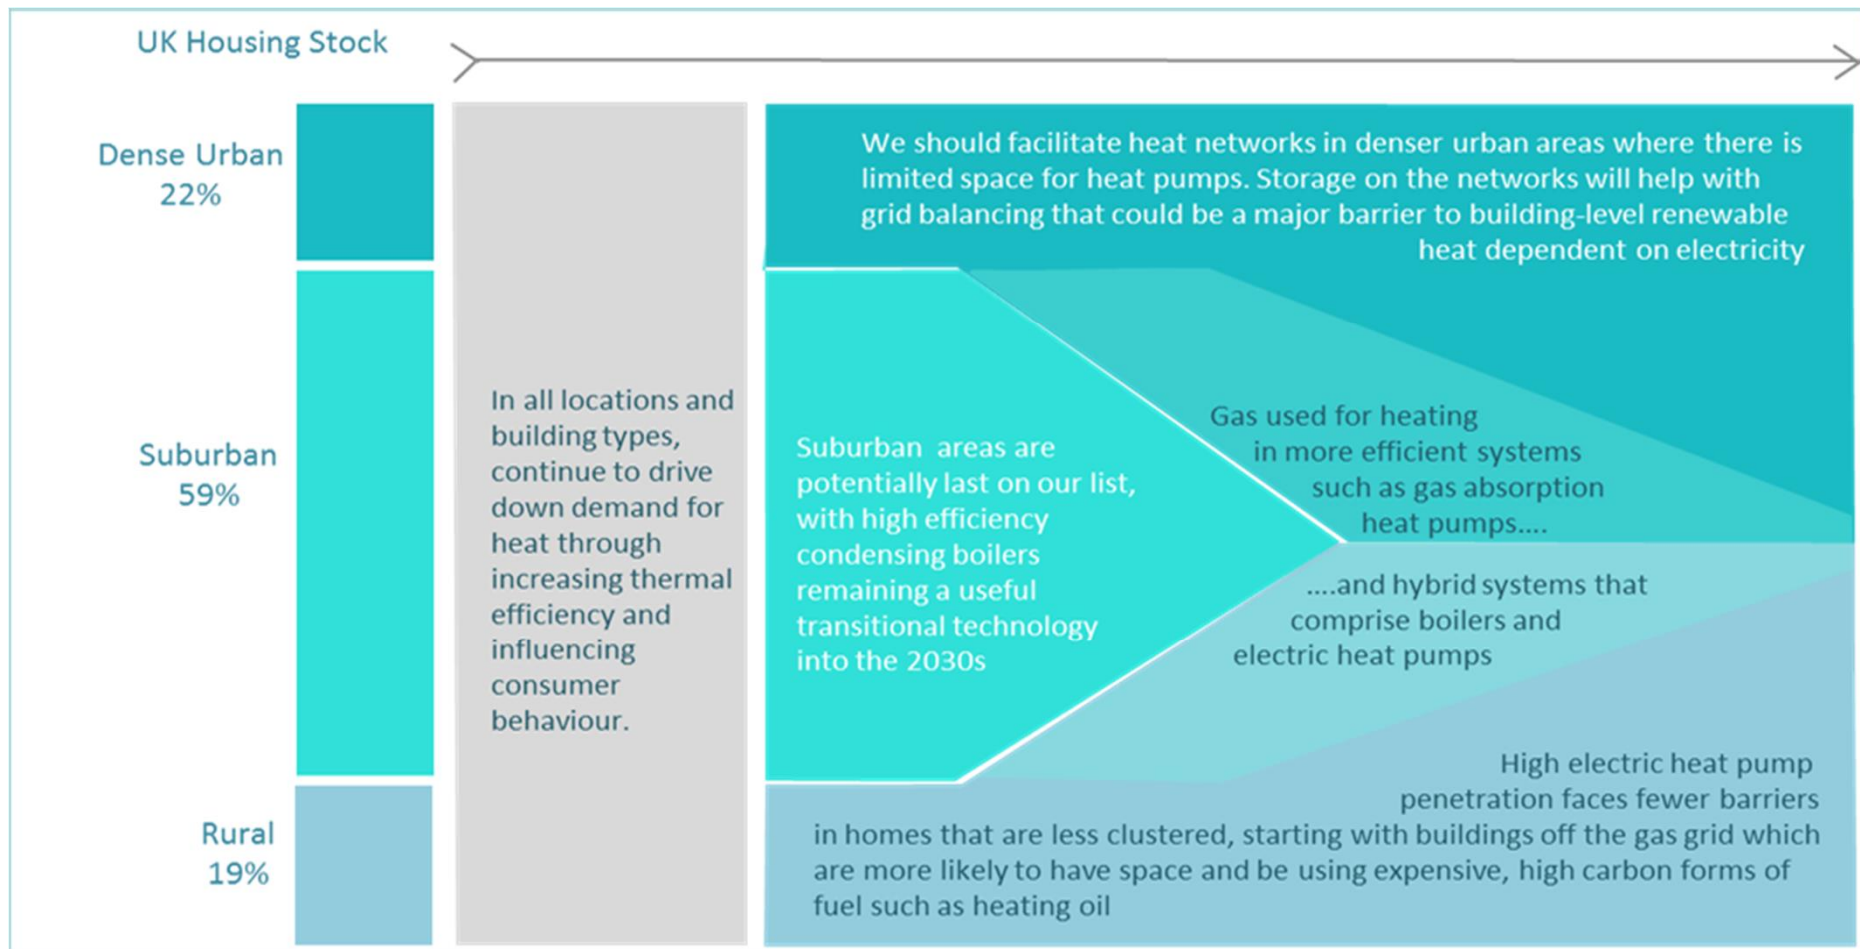 UK Housing Stock
Dense Urban
22%
Suburban
59%
Rural
19%
In all locations and
building types,
continue to drive
down demand for
heat through
increasing thermal
efficiency and
influencing
consumer
behaviour.
We should facilitate heat networks in denser urban areas where there is
limited space for heat pumps. Storage on the networks will help with
grid balancing that could be a major barrier to building-level renewable
heat dependent on electricity
Suburban areas are
potentially last on our list,
with high efficiency
condensing boilers
remaining a useful
transitional technology
into the 2030s
Gas used for heating
in more efficient systems
such as gas absorption
heat pumps....
....and hybrid systems that
comprise boilers and
electric heat pumps
High electric heat pump
penetration faces fewer barriers
in homes that are less clustered, starting with buildings off the gas grid which
are more likely to have space and be using expensive, high carbon forms of
fuel such as heating oil